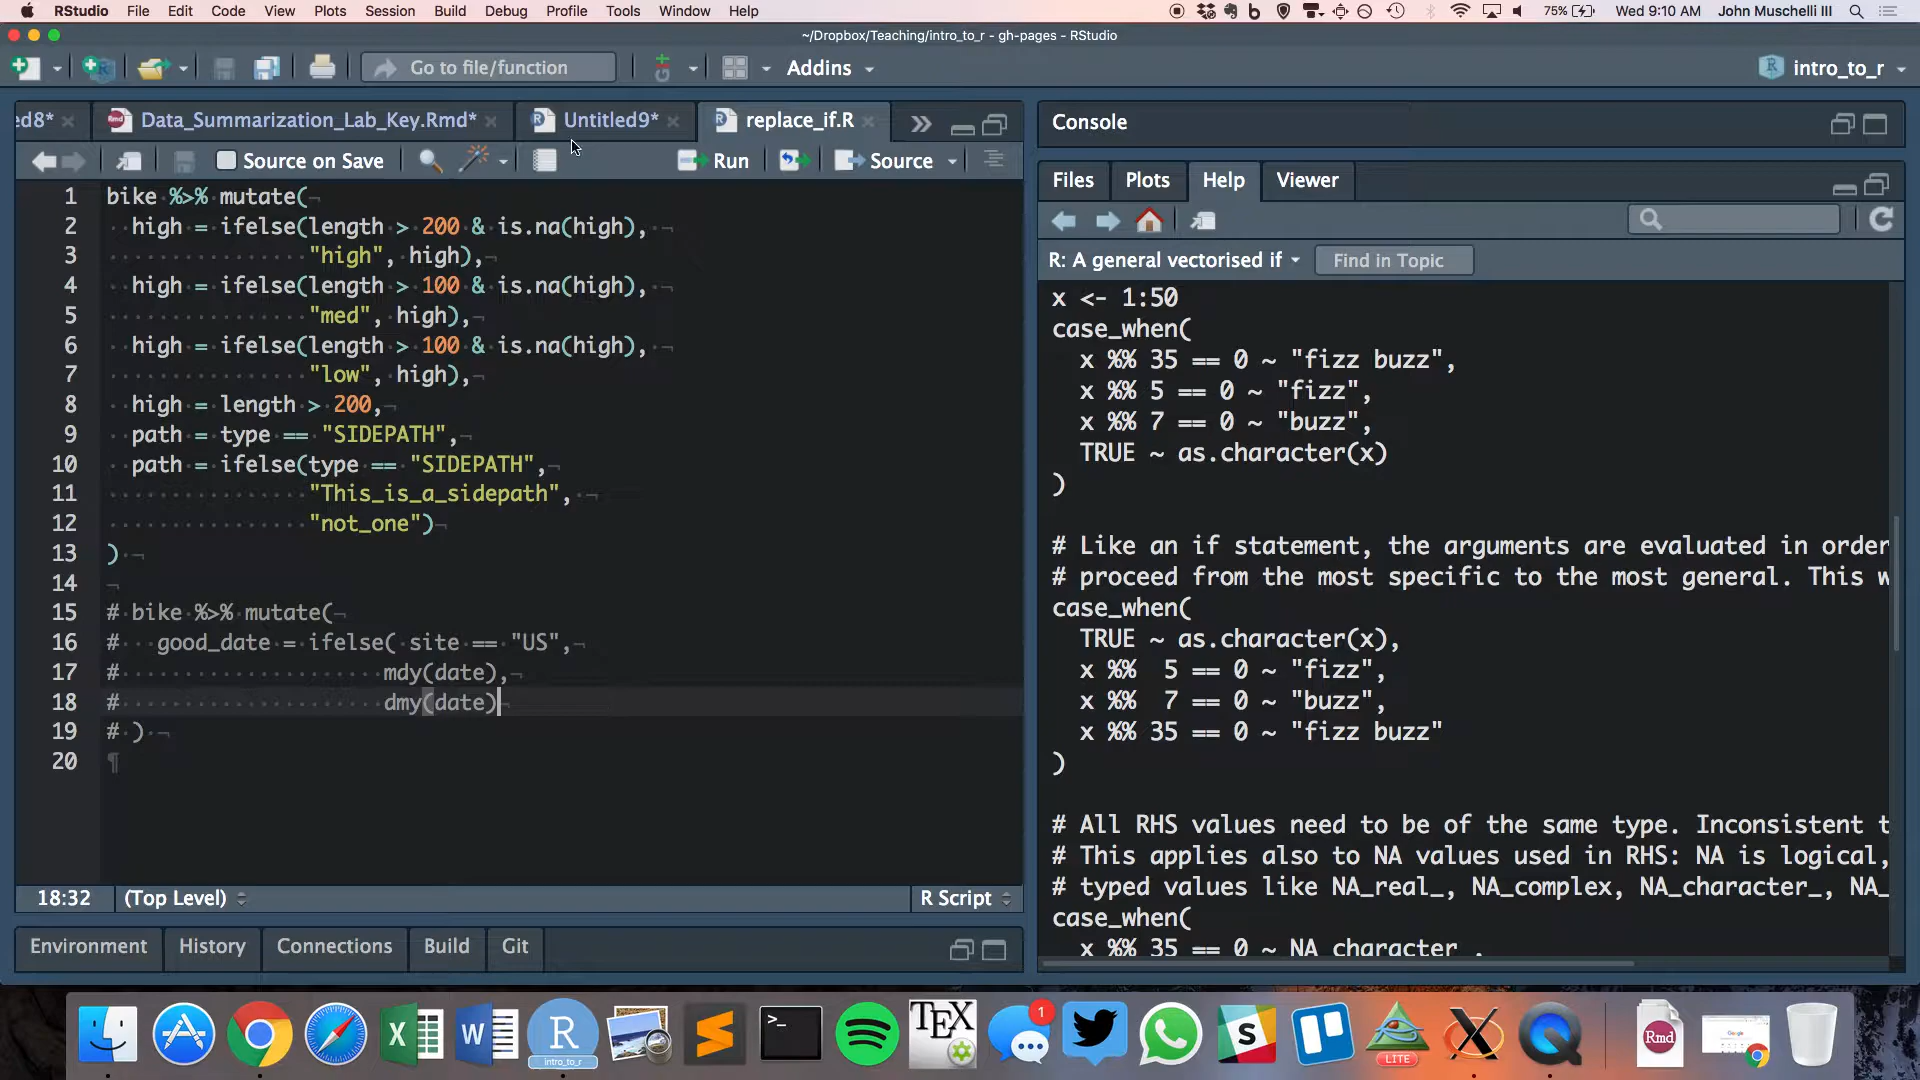 RStudio File Edit Code View Plots Session Build Debug Profile Tools Window Help 75% Wed 9:10 AM John Muschelli III
~/Dropbox/Teaching/intro_to_r - gh-pages - RStudio
Go to file/function Addins intro_to_r
ed8* Data_Summarization_Lab_Key.Rmd* Untitled9* replace_if.R
Source on Save Run Source
1 bike %>% mutate(
2 high = ifelse(length > 200 & is.na(high),
3 "high", high),
4 high = ifelse(length > 100 & is.na(high),
5 "med", high),
6 high = ifelse(length > 100 & is.na(high),
7 "low", high),
8 high = length > 200,
9 path = type == "SIDEPATH",
10 path = ifelse(type == "SIDEPATH",
11 "This_is_a_sidepath",
12 "not_one")
13 )
14
15 # bike %>% mutate(
16 # good_date = ifelse( site == "US",
17 # mdy(date),
18 # dmy(date)
19 # )
20
18:32 (Top Level) R Script
Environment History Connections Build Git
Console
Files Plots Help Viewer
R: A general vectorised if Find in Topic
x <- 1:50
case_when(
x %% 35 == 0 ~ "fizz buzz",
x %% 5 == 0 ~ "fizz",
x %% 7 == 0 ~ "buzz",
TRUE ~ as.character(x)
)
# Like an if statement, the arguments are evaluated in order
# proceed from the most specific to the most general. This w
case_when(
TRUE ~ as.character(x),
x %% 5 == 0 ~ "fizz",
x %% 7 == 0 ~ "buzz",
x %% 35 == 0 ~ "fizz buzz"
)
# All RHS values need to be of the same type. Inconsistent t
# This applies also to NA values used in RHS: NA is logical,
# typed values like NA_real_, NA_complex, NA_character_, NA_
case_when(
x %% 35 == 0 ~ NA_character_,
intro_to_r
TEX
1
LITE
Rmd